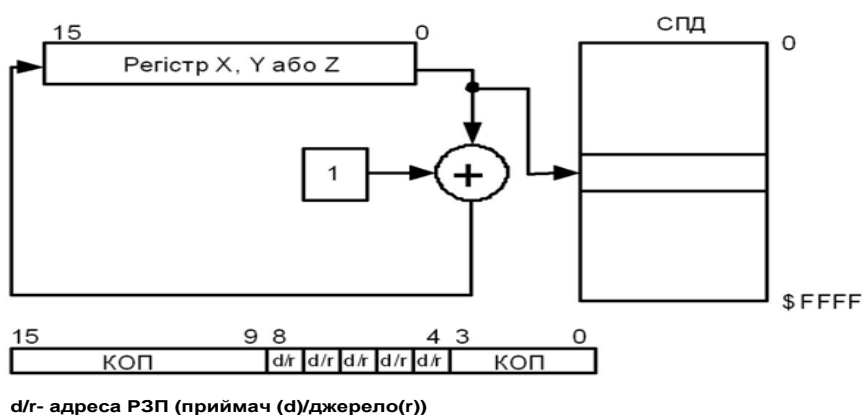 15 0 СПД 0
Регістр X, Y або Z
1 +
$FFFF
15 9 8 4 3 0
КОП d/r d/r d/r d/r d/r КОП
d/r- адреса РЗП (приймач (d)/джерело(r))